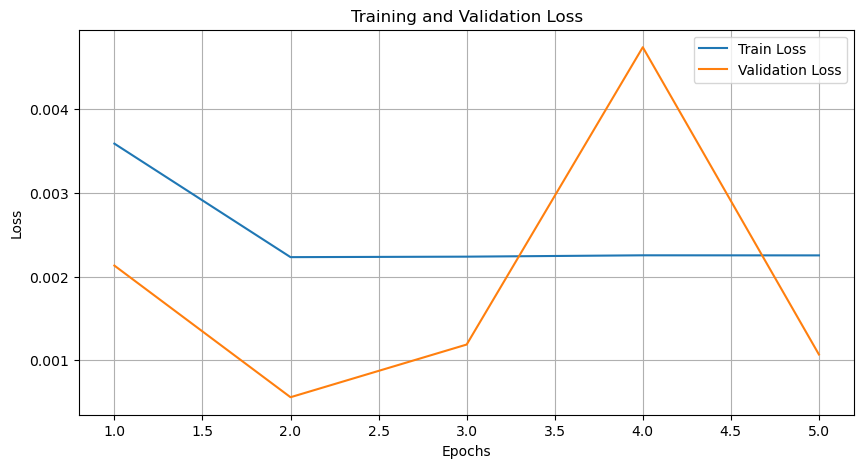 Training and Validation Loss
Train Loss
Validation Loss
Loss
0.004
0.003
0.002
0.001
1.0 1.5 2.0 2.5 3.0 3.5 4.0 4.5 5.0
Epochs